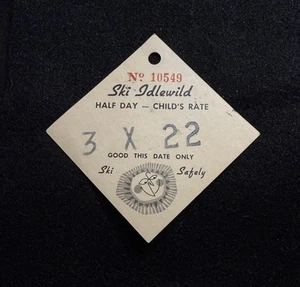 Nº 10549
Ski Idlewild
HALF DAY — CHILD'S RATE
3 X 22
GOOD THIS DATE ONLY
Ski Safely